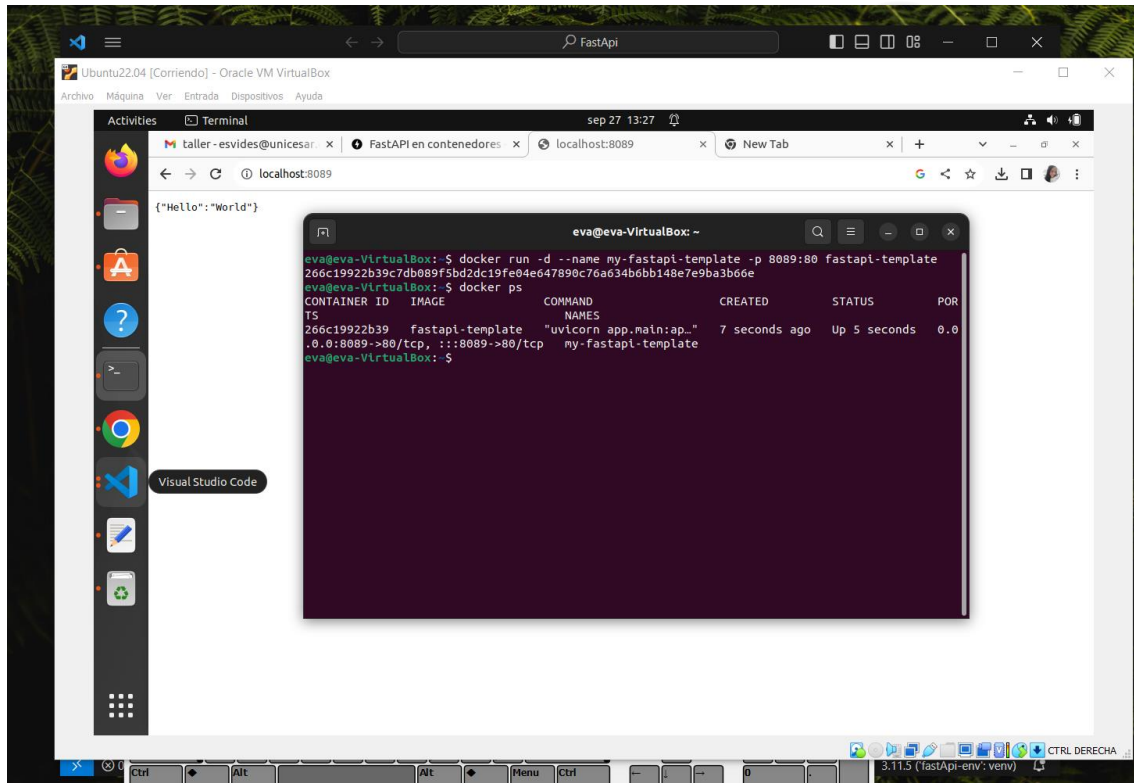 FastApi
Ubuntu22.04 [Corriendo] - Oracle VM VirtualBox
Archivo Máquina Ver Entrada Dispositivos Ayuda
Activities Terminal sep 27 13:27
taller - esvides@unicesar. FastAPI en contenedores localhost:8089 New Tab
localhost:8089
{"Hello":"World"}
eva@eva-VirtualBox: ~
eva@eva-VirtualBox:~$ docker run -d --name my-fastapi-template -p 8089:80 fastapi-template
266c19922b39c7db089f5bd2dc19fe04e647890c76a634b6bb148e7e9ba3b66e
eva@eva-VirtualBox:~$ docker ps
CONTAINER ID IMAGE COMMAND CREATED STATUS POR
TS NAMES
266c19922b39 fastapi-template "uvicorn app.main:ap…" 7 seconds ago Up 5 seconds 0.0
.0.0:8089->80/tcp, :::8089->80/tcp my-fastapi-template
eva@eva-VirtualBox:~$
Visual Studio Code
CTRL DERECHA
Ctrl Alt Alt Menu Ctrl 0 . 3.11.5 ('fastApi-env': venv)